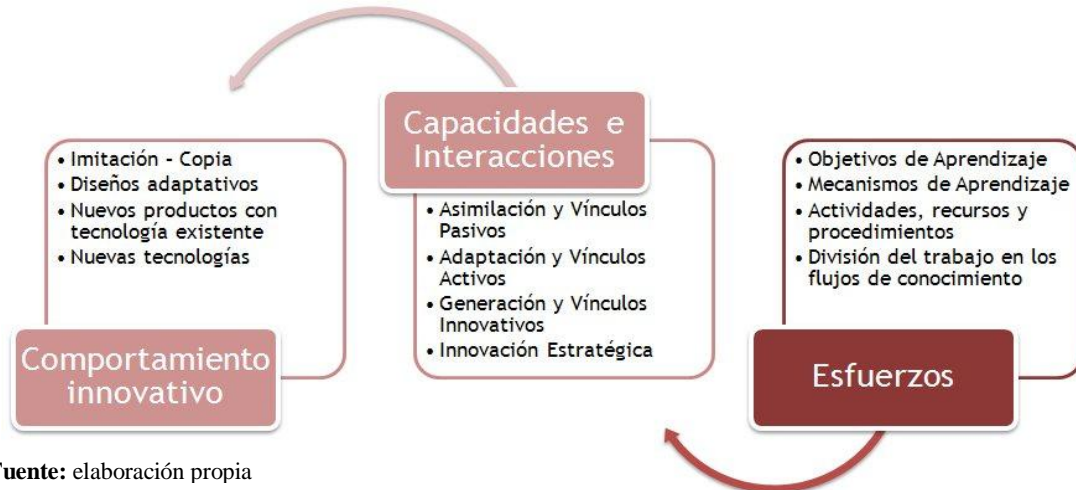 Capacidades e
Interacciones
• Imitación - Copia
• Diseños adaptativos
• Nuevos productos con
tecnología existente
• Nuevas tecnologías
Comportamiento
innovativo
• Asimilación y Vínculos
Pasivos
• Adaptación y Vínculos
Activos
• Generación y Vínculos
Innovativos
• Innovación Estratégica
• Objetivos de Aprendizaje
• Mecanismos de Aprendizaje
• Actividades, recursos y
procedimientos
• División del trabajo en los
flujos de conocimiento
Esfuerzos
Fuente: elaboración propia